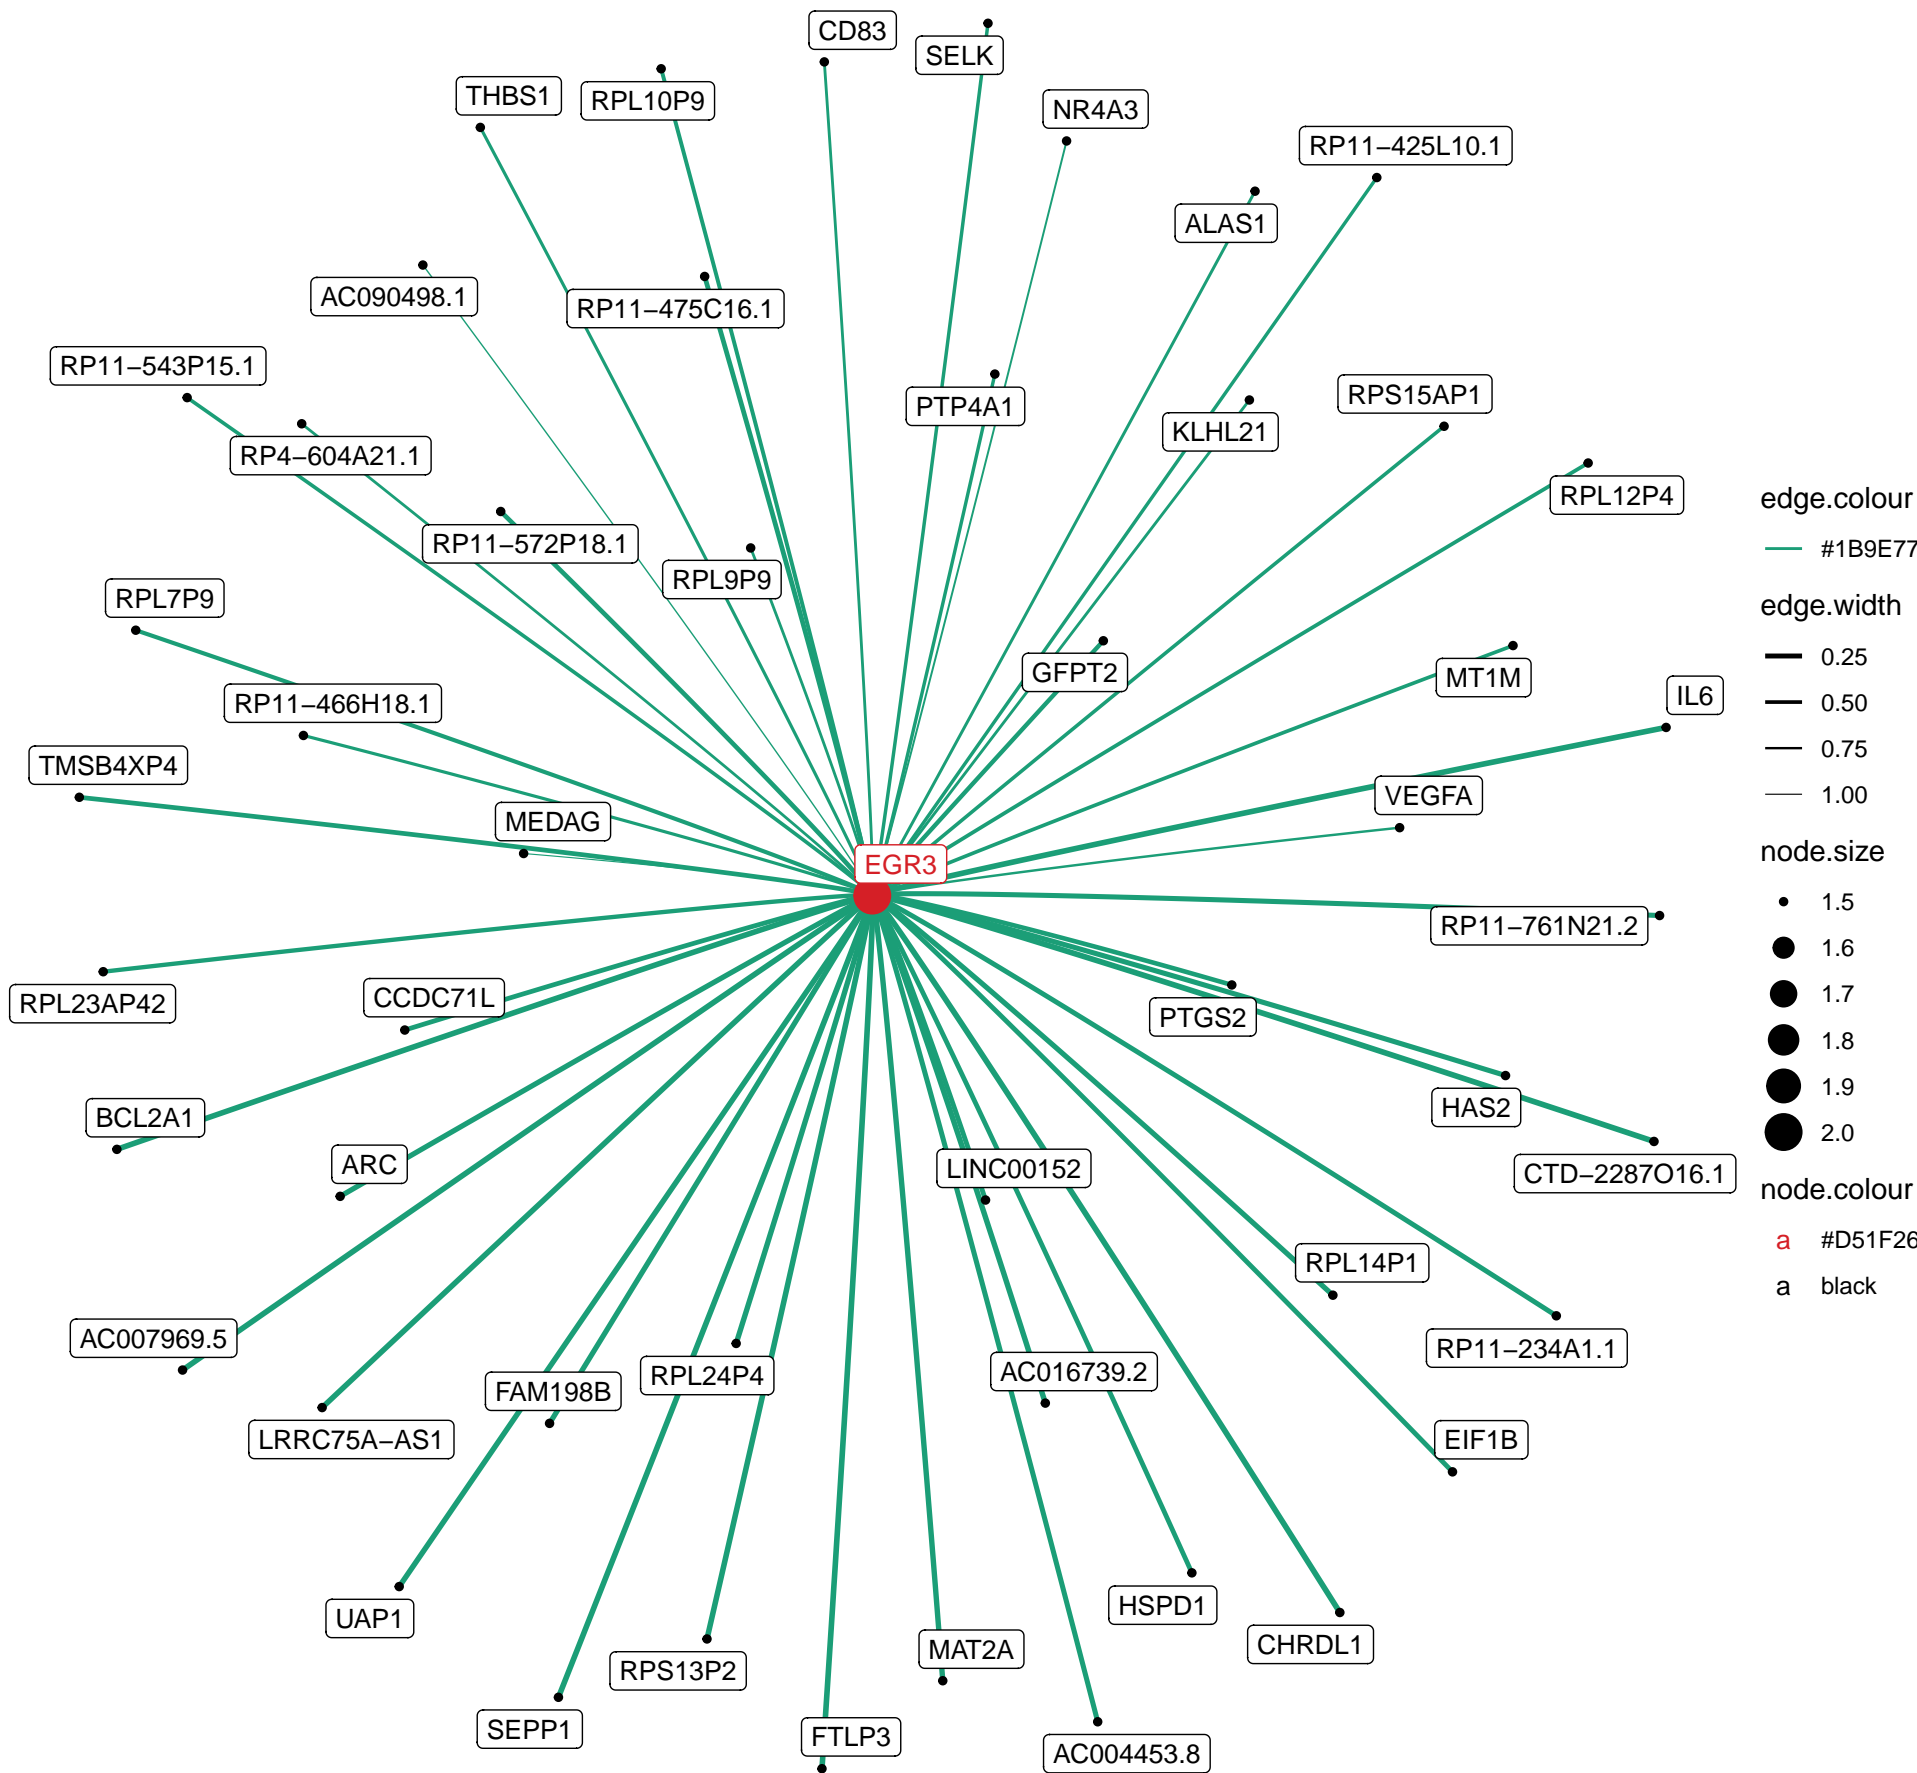 CD83
SELK
THBS1
RPL10P9
NR4A3
RP11−425L10.1
ALAS1
AC090498.1
RP11−475C16.1
RP11−543P15.1
PTP4A1
RPS15AP1
KLHL21
RP4−604A21.1
RPL12P4
RP11−572P18.1
RPL9P9
RPL7P9
GFPT2
MT1M
IL6
RP11−466H18.1
TMSB4XP4
VEGFA
MEDAG
EGR3
RP11−761N21.2
RPL23AP42
CCDC71L
PTGS2
HAS2
BCL2A1
ARC
LINC00152
CTD−2287O16.1
RPL14P1
AC007969.5
RP11−234A1.1
RPL24P4
AC016739.2
FAM198B
LRRC75A−AS1
EIF1B
HSPD1
UAP1
CHRDL1
MAT2A
RPS13P2
SEPP1
FTLP3
AC004453.8
edge.colour
#1B9E77
edge.width
0.25
0.50
0.75
1.00
node.size
1.5
1.6
1.7
1.8
1.9
2.0
node.colour
a #D51F26
a black